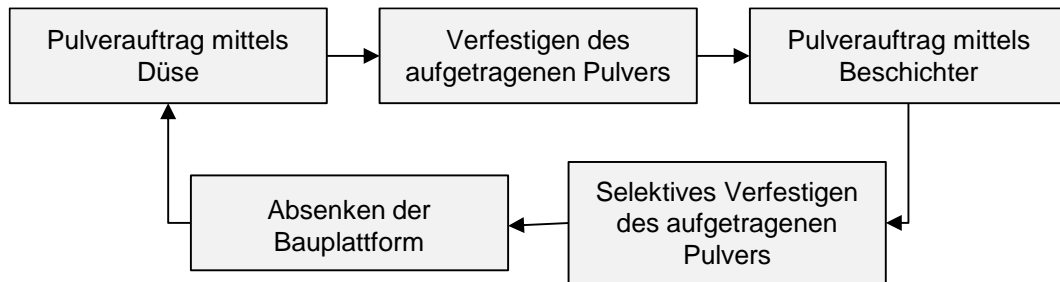 Pulverauftrag mittels
Düse
Verfestigen des
aufgetragenen Pulvers
Pulverauftrag mittels
Beschichter
Selektives Verfestigen
des aufgetragenen
Pulvers
Absenken der
Bauplattform